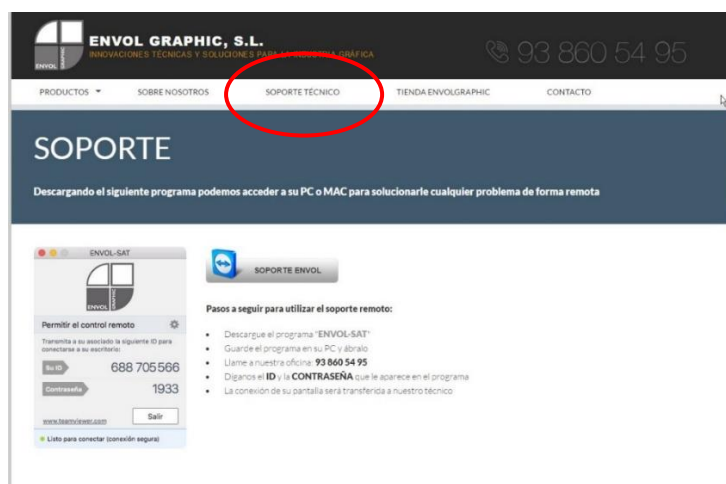 ENVOL GRAPHIC, S.L.
INNOVACIONES TÉCNICAS Y SOLUCIONES PARA LA INDUSTRIA GRÁFICA
ENVOL GRAPHIC
93 860 54 95
PRODUCTOS SOBRE NOSOTROS SOPORTE TÉCNICO TIENDA ENVOLGRAPHIC CONTACTO
SOPORTE
Descargando el siguiente programa podemos acceder a su PC o MAC para solucionarle cualquier problema de forma remota
ENVOL-SAT
ENVOL GRAPHIC
Permitir el control remoto
Transmita a su asociado la siguiente ID para
conectarse a su escritorio:
Su ID 688 705 566
Contraseña 1933
www.teamviewer.com Salir
Listo para conectar (conexión segura)
SOPORTE ENVOL
Pasos a seguir para utilizar el soporte remoto:
• Descargue el programa "ENVOL-SAT"
• Guarde el programa en su PC y ábralo
• Llame a nuestra oficina: 93 860 54 95
• Díganos el ID y la CONTRASEÑA que le aparece en el programa
• La conexión de su pantalla será transferida a nuestro técnico